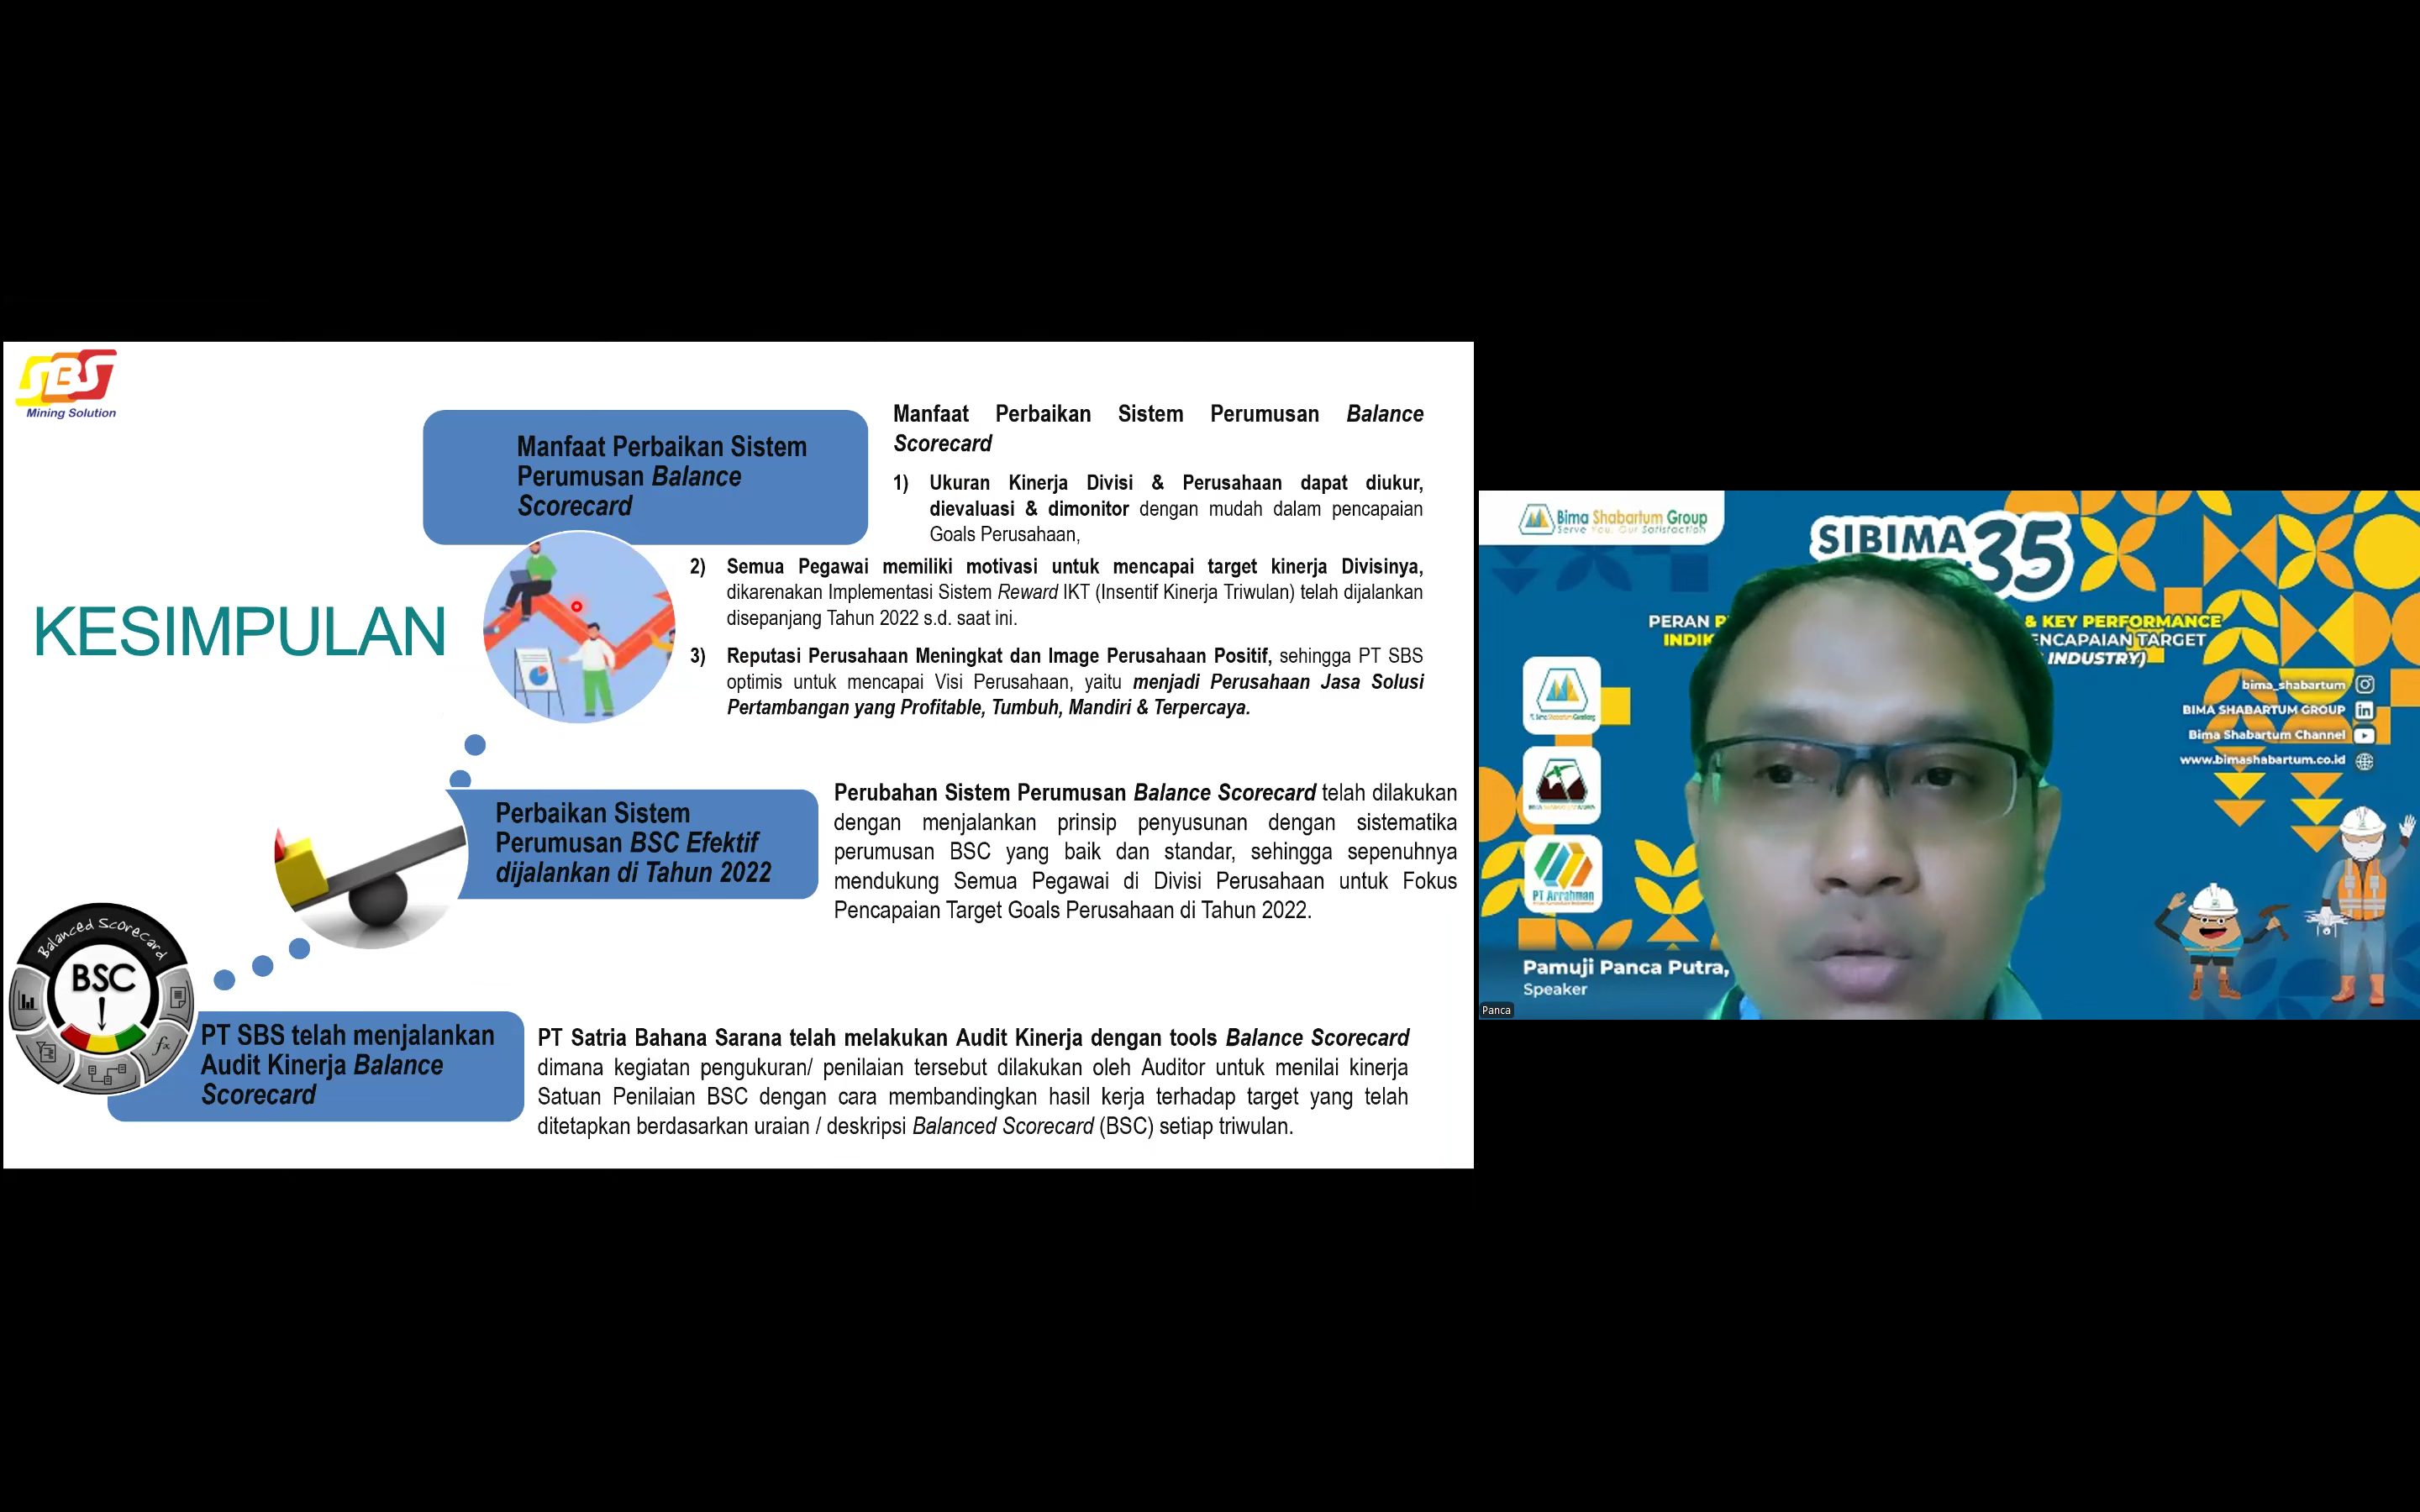 SBS
Mining Solution
KESIMPULAN
Manfaat Perbaikan Sistem
Perumusan Balance
Scorecard
Manfaat Perbaikan Sistem Perumusan Balance
Scorecard
1) Ukuran Kinerja Divisi & Perusahaan dapat diukur,
dievaluasi & dimonitor dengan mudah dalam pencapaian
Goals Perusahaan,
2) Semua Pegawai memiliki motivasi untuk mencapai target kinerja Divisinya,
dikarenakan Implementasi Sistem Reward IKT (Insentif Kinerja Triwulan) telah dijalankan
disepanjang Tahun 2022 s.d. saat ini.
3) Reputasi Perusahaan Meningkat dan Image Perusahaan Positif, sehingga PT SBS
optimis untuk mencapai Visi Perusahaan, yaitu menjadi Perusahaan Jasa Solusi
Pertambangan yang Profitable, Tumbuh, Mandiri & Terpercaya.
Perbaikan Sistem
Perumusan BSC Efektif
dijalankan di Tahun 2022
Perubahan Sistem Perumusan Balance Scorecard telah dilakukan
dengan menjalankan prinsip penyusunan dengan sistematika
perumusan BSC yang baik dan standar, sehingga sepenuhnya
mendukung Semua Pegawai di Divisi Perusahaan untuk Fokus
Pencapaian Target Goals Perusahaan di Tahun 2022.
Balanced Scorecard
BSC
fx
PT SBS telah menjalankan
Audit Kinerja Balance
Scorecard
PT Satria Bahana Sarana telah melakukan Audit Kinerja dengan tools Balance Scorecard
dimana kegiatan pengukuran/ penilaian tersebut dilakukan oleh Auditor untuk menilai kinerja
Satuan Penilaian BSC dengan cara membandingkan hasil kerja terhadap target yang telah
ditetapkan berdasarkan uraian / deskripsi Balanced Scorecard (BSC) setiap triwulan.
Bima Shabartum Group
Serve You, Our Satisfaction
SIBIMA 35
PERAN & KEY PERFORMANCE
TARGET
INDUSTRY)
bima_shabartum
BIMA SHABARTUM GROUP
in
Bima Shabartum Channel
www.bimashabartum.co.id
PT Arrahman
Pamuji Panca Putra,
Speaker
Panca